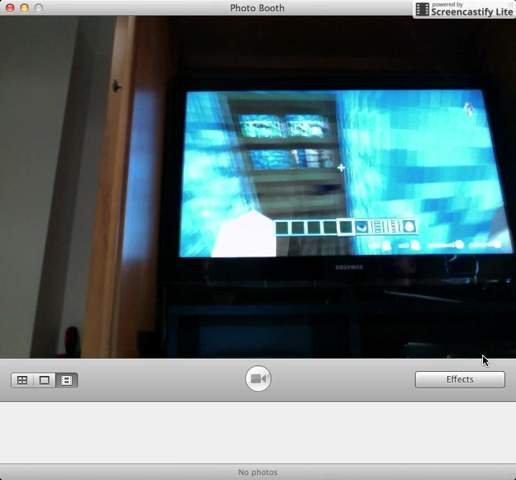 Photo Booth
powered by
Screencastify Lite
Effects
No photos